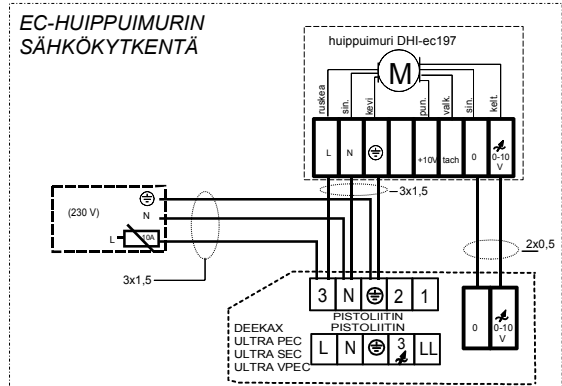 EC-HUIPPUIMURIN
SÄHKÖKYTKENTÄ
huippuimuri DHI-ec197
M
ruskea
sin.
kevi
pun.
valk.
sin.
kelt.
L N +10V tach 0 0-10 V
3x1,5
(230 V)
N
L 10A
3x1,5
2x0,5
3 N 2 1
PISTOLIITIN
PISTOLIITIN
L N 3 LL
0 0-10 V
DEEKAX
ULTRA PEC
ULTRA SEC
ULTRA VPEC